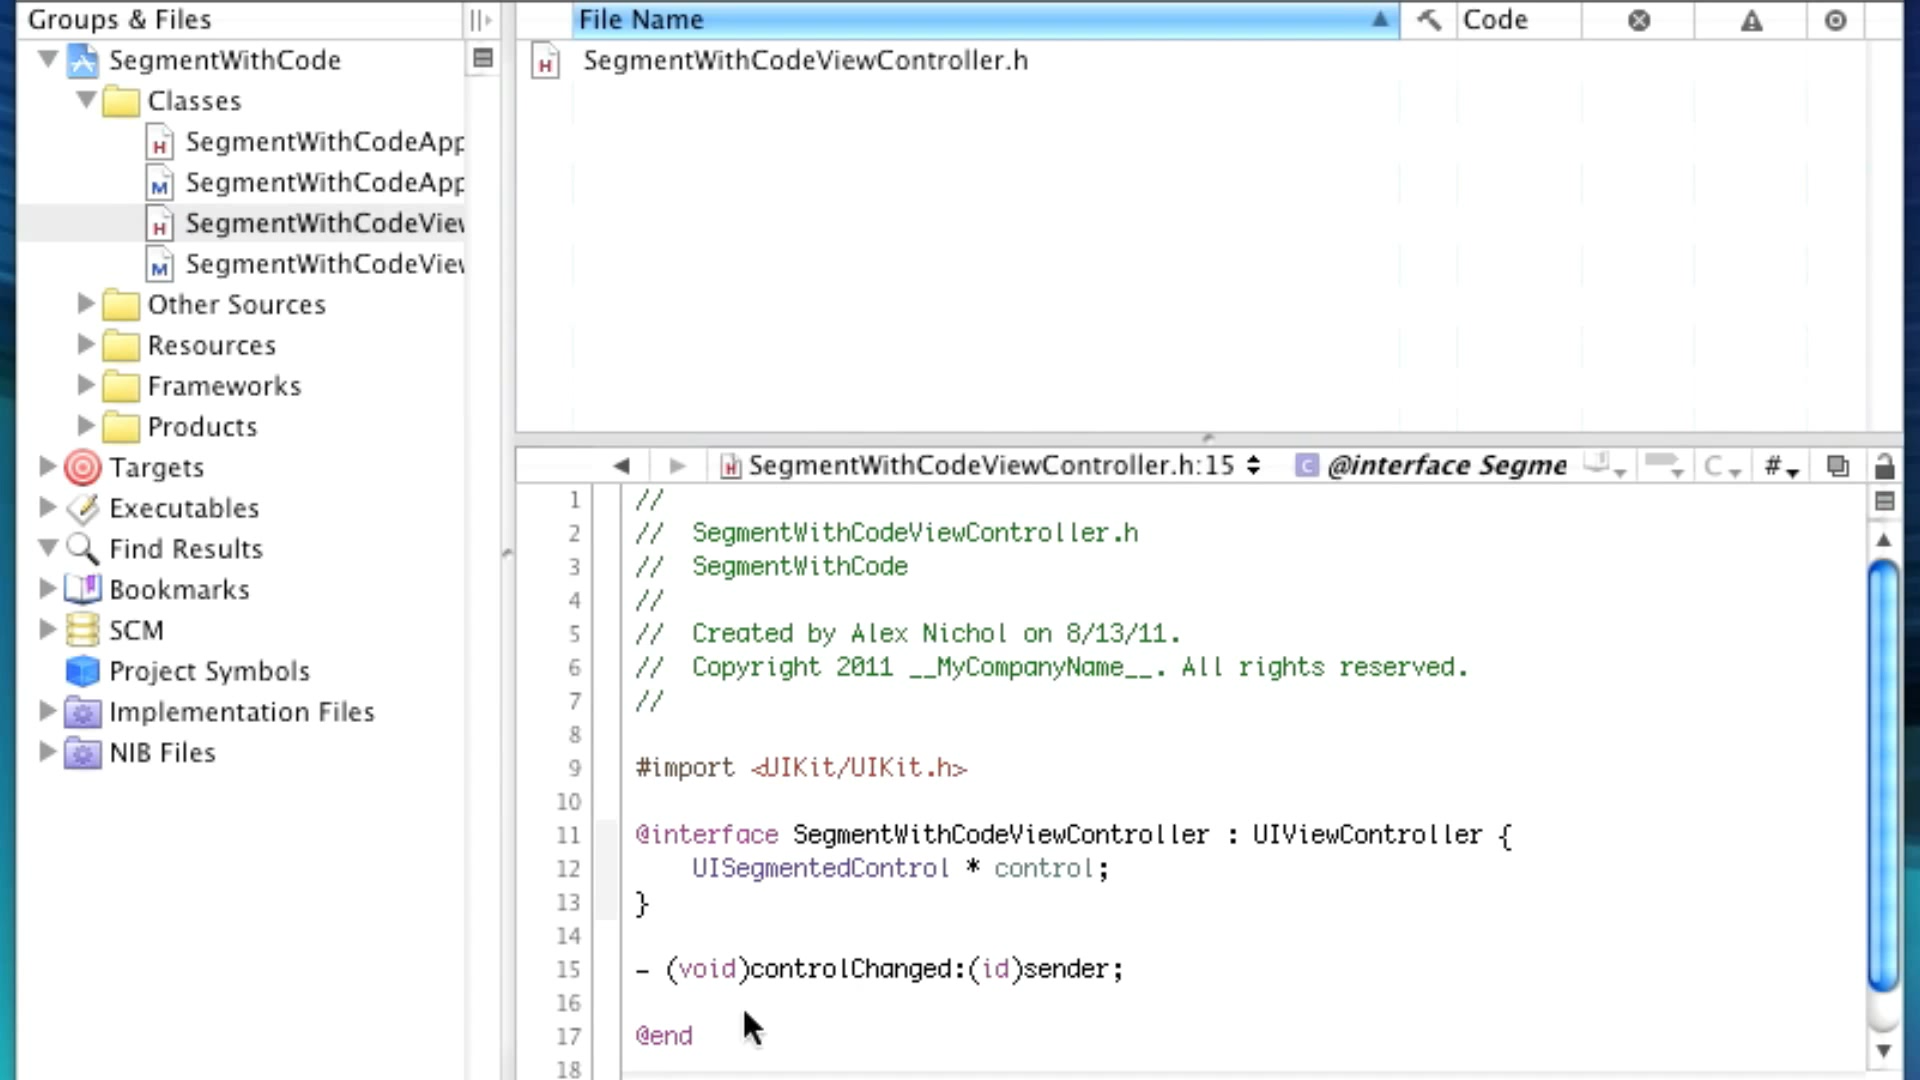 Groups & Files
SegmentWithCode
Classes
SegmentWithCodeApp
SegmentWithCodeApp
SegmentWithCodeView
SegmentWithCodeView
Other Sources
Resources
Frameworks
Products
Targets
Executables
Find Results
Bookmarks
SCM
Project Symbols
Implementation Files
NIB Files
File Name
Code
SegmentWithCodeViewController.h
SegmentWithCodeViewController.h:15
C @interface Segme
C
#
1 //
2 //  SegmentWithCodeViewController.h
3 //  SegmentWithCode
4 //
5 //  Created by Alex Nichol on 8/13/11.
6 //  Copyright 2011 __MyCompanyName__. All rights reserved.
7 //
8
9 #import <UIKit/UIKit.h>
10
11 @interface SegmentWithCodeViewController : UIViewController {
12     UISegmentedControl * control;
13 }
14
15 - (void)controlChanged:(id)sender;
16
17 @end
18